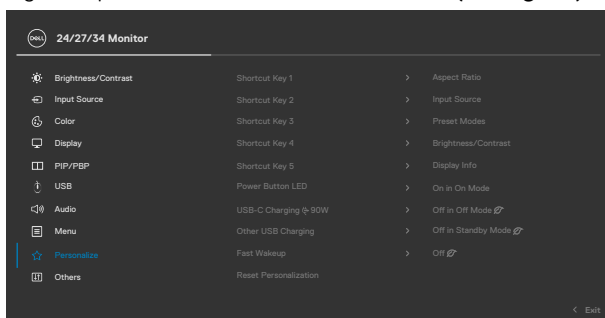 DELL 24/27/34 Monitor
Brightness/Contrast Shortcut Key 1 > Aspect Ratio
Input Source Shortcut Key 2 > Input Source
Color Shortcut Key 3 > Preset Modes
Display Shortcut Key 4 > Brightness/Contrast
PIP/PBP Shortcut Key 5 > Display Info
USB Power Button LED > On in On Mode
Audio USB-C Charging 90W > Off in Off Mode
Menu Other USB Charging > Off in Standby Mode
Personalize Fast Wakeup > Off
Others Reset Personalization
< Exit